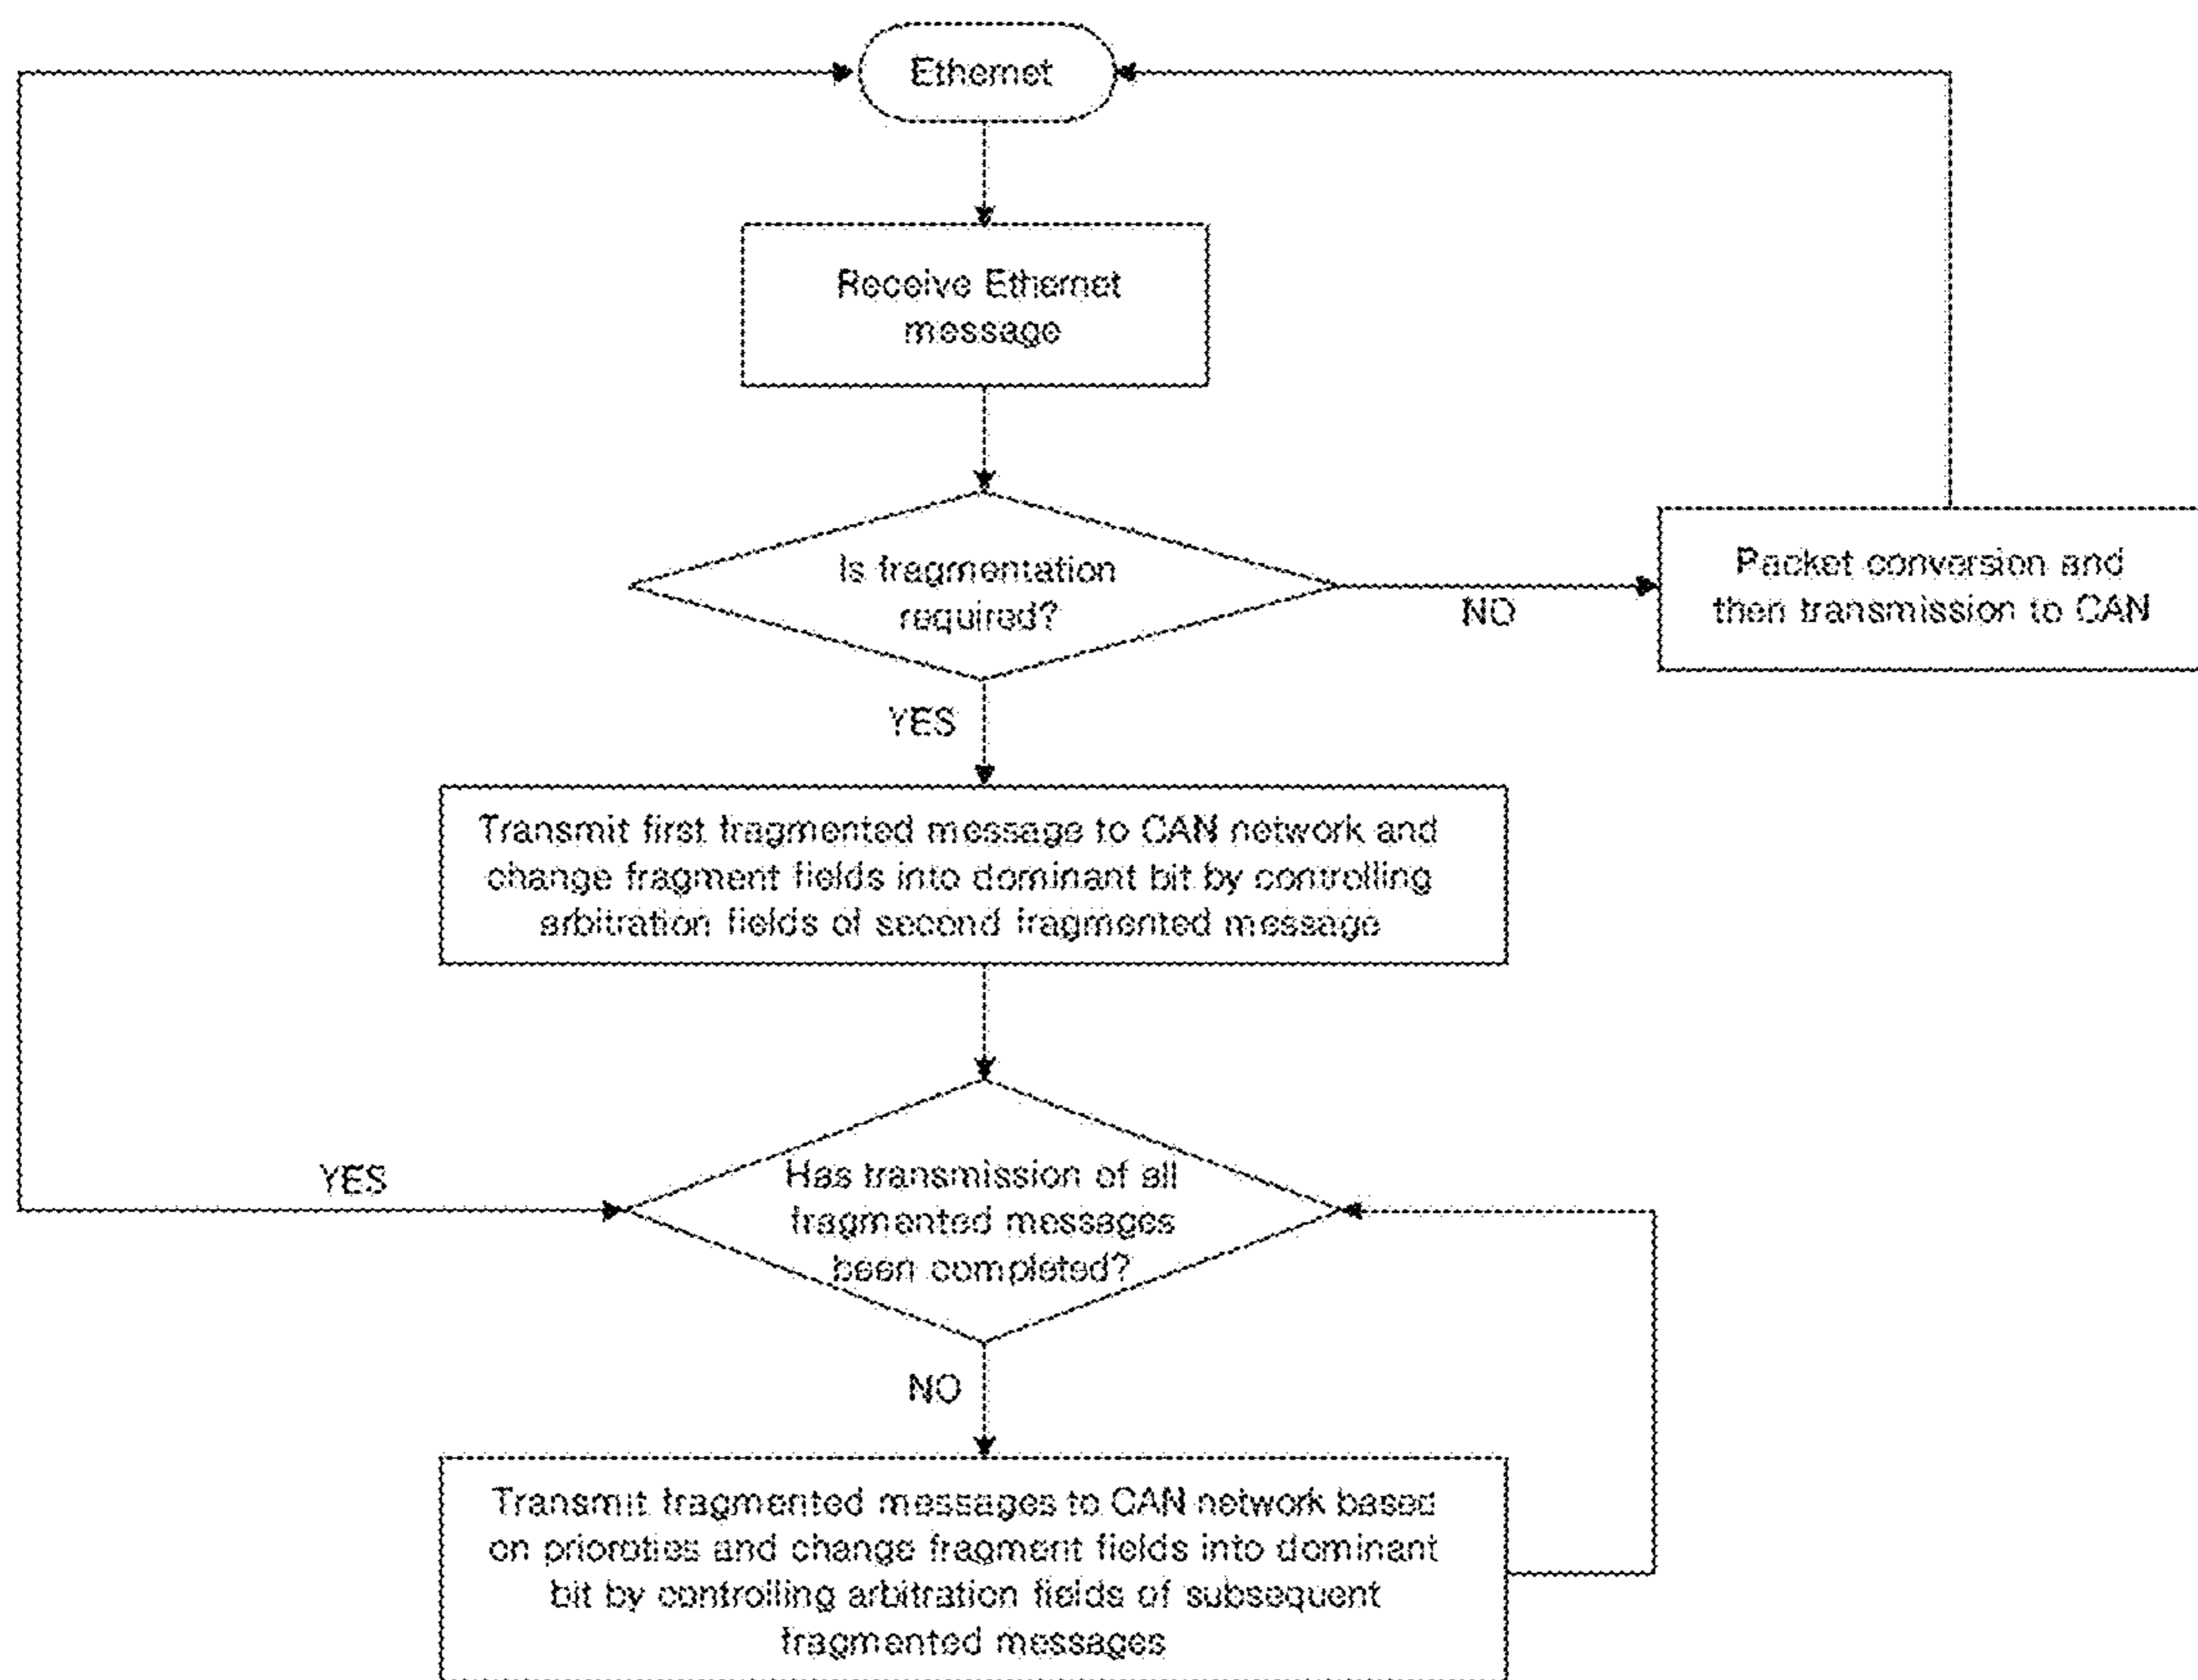 Ethernet
Receive Ethernet
message
Is fragmentation
required?
NO
Packet conversion and
then transmission to CAN
YES
Transmit first fragmented message to CAN network and
change fragment fields into dominant bit by controlling
arbitration fields of second fragmented message
YES
Has transmission of all
fragmented messages
been completed?
NO
Transmit fragmented messages to CAN network based
on prioroties and change fragment fields into dominant
bit by controlling arbitration fields of subsequent
fragmented messages